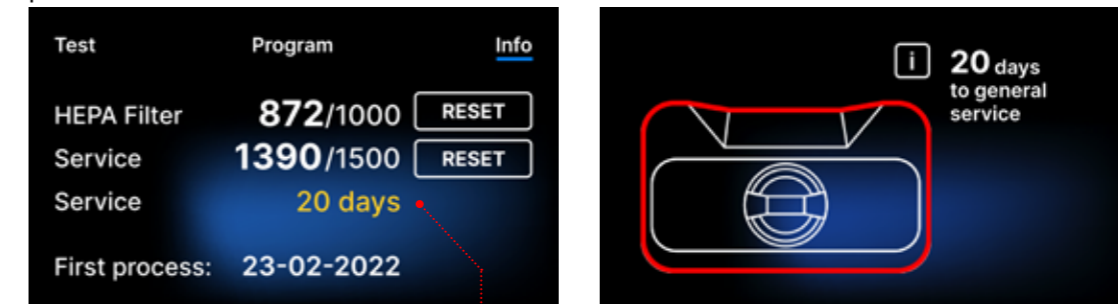 Test Program Info
HEPA Filter 872/1000 RESET
Service 1390/1500 RESET
Service 20 days
First process: 23-02-2022
i 20 days
to general
service